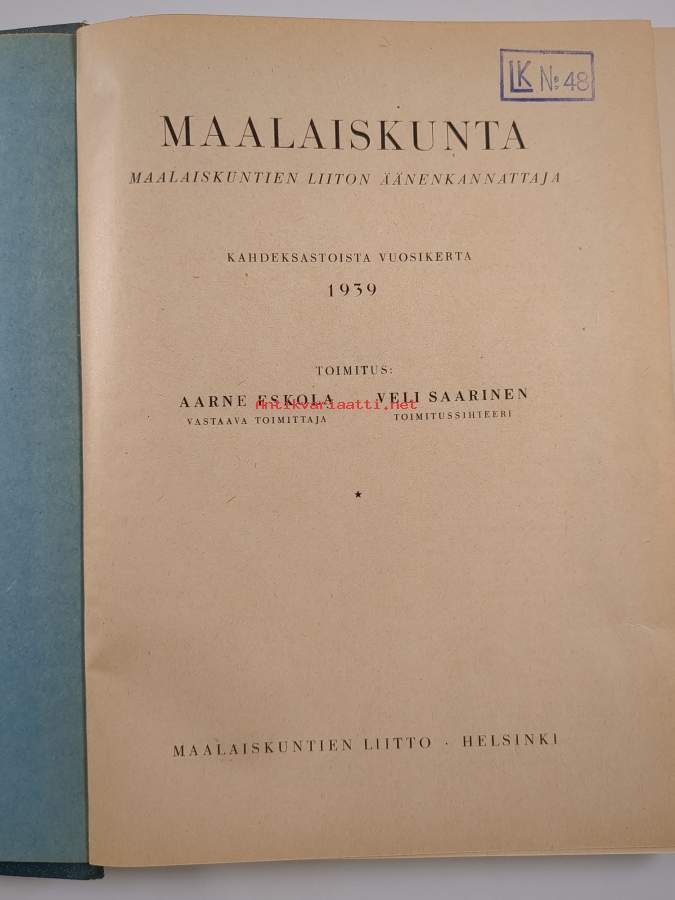 LK No 48
MAALAISKUNTA
MAALAISKUNTIEN LIITON ÄÄNENKANNATTAJA
KAHDEKSASTOISTA VUOSIKERTA
1939
TOIMITUS:
AARNE ESKOLA VELI SAARINEN
Antikvariaatti.net
VASTAAVA TOIMITTAJA TOIMITUSSIHTEERI
MAALAISKUNTIEN LIITTO · HELSINKI